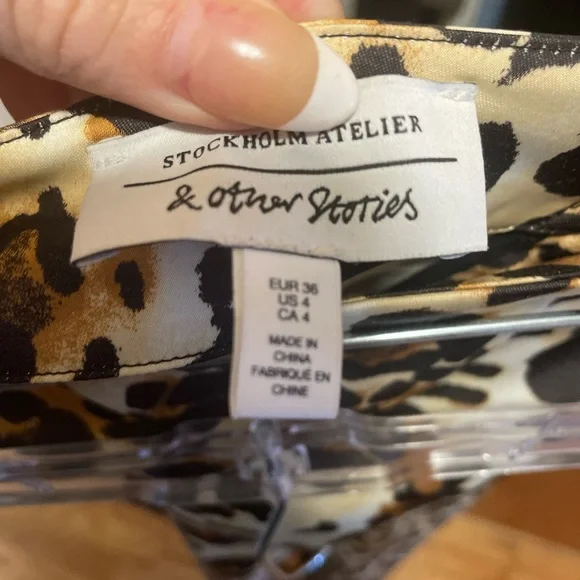 STOCKHOLM ATELIER
& Other Stories
EUR 36
US 4
CA 4
MADE IN
CHINA
FABRIQUÉ EN
CHINE